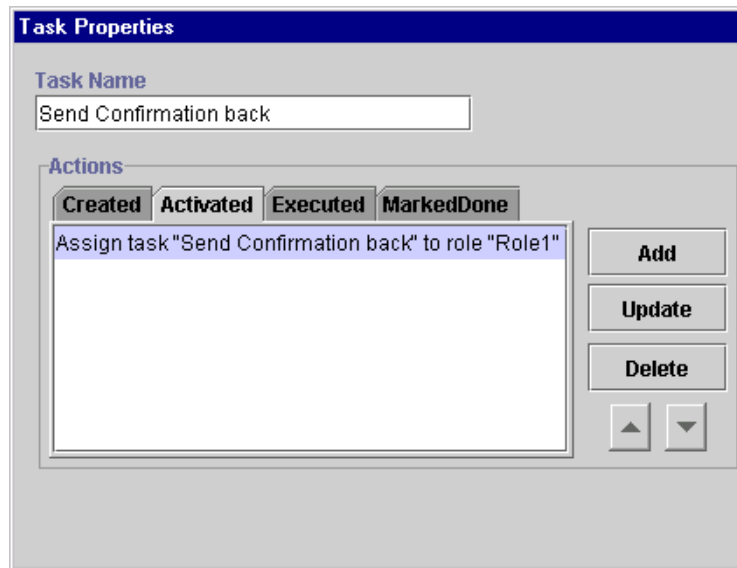 Task Properties
Task Name
Send Confirmation back
Actions
Created Activated Executed MarkedDone
Assign task "Send Confirmation back" to role "Role1"
Add
Update
Delete